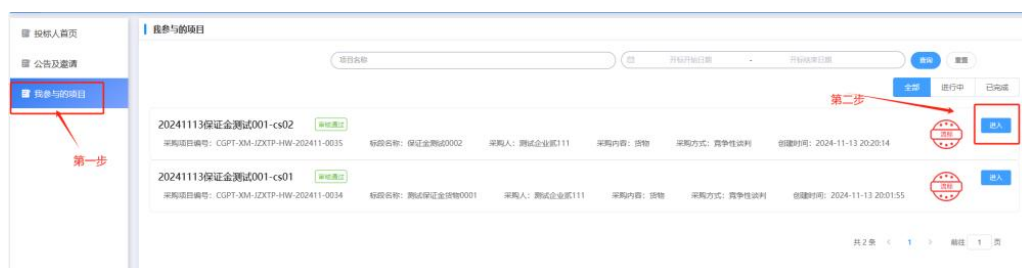 投标人首页
公告及邀请
我参与的项目
第一步
我参与的项目
项目名称 开标开始日期 - 开标结束日期 查询 重置
全部 进行中 已完成
第二步
20241113保证金测试001-cs02 审核通过
采购项目编号：CGPT-XM-JZXTP-HW-202411-0035 标段名称：保证金测试0002 采购人：测试企业贰111 采购内容：货物 采购方式：竞争性谈判 创建时间：2024-11-13 20:20:14
流标 进入
20241113保证金测试001-cs01 审核通过
采购项目编号：CGPT-XM-JZXTP-HW-202411-0034 标段名称：测试保证金货物0001 采购人：测试企业贰111 采购内容：货物 采购方式：竞争性谈判 创建时间：2024-11-13 20:01:55
流标 进入
共 2 条 < 1 > 前往 1 页